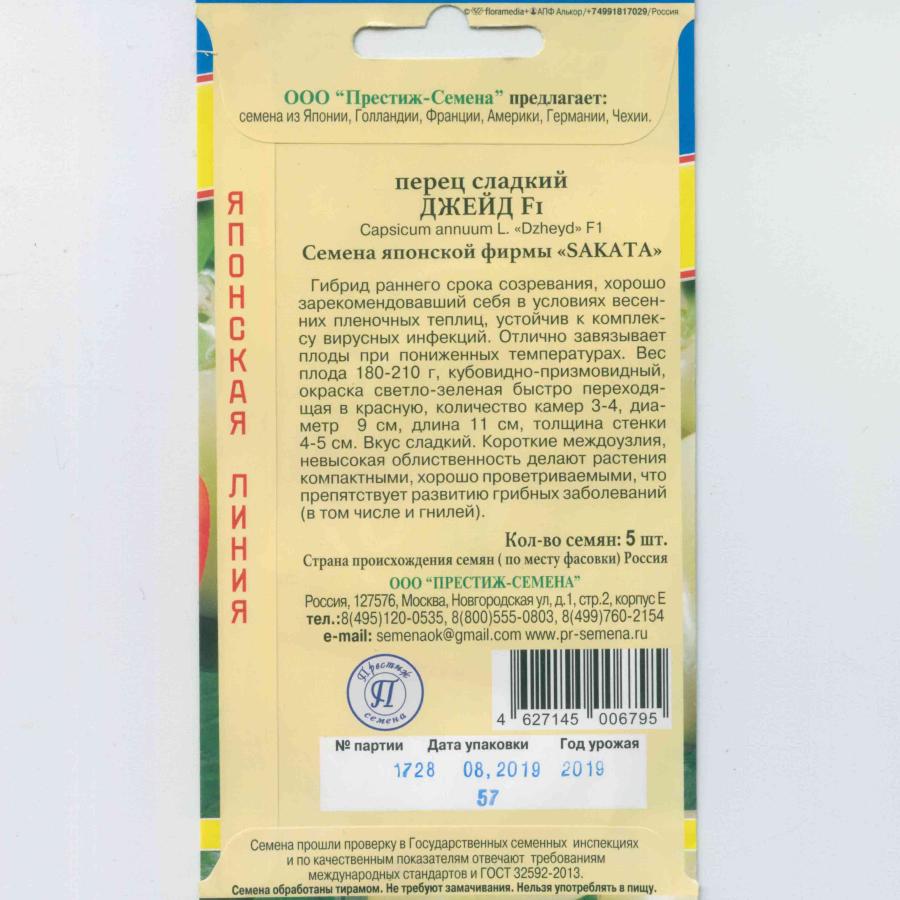 © floramedia+ АПФ Алькор/+74991817029/Россия
ООО “Престиж-Семена” предлагает:
семена из Японии, Голландии, Франции, Америки, Германии, Чехии.
ЯПОНСКАЯ ЛИНИЯ
перец сладкий
ДЖЕЙД F1
Capsicum annuum L. «Dzheyd» F1
Семена японской фирмы «SAKATA»
Гибрид раннего срока созревания, хорошо
зарекомендовавший себя в условиях весен-
них пленочных теплиц, устойчив к комплек-
су вирусных инфекций. Отлично завязывает
плоды при пониженных температурах. Вес
плода 180-210 г, кубовидно-призмовидный,
окраска светло-зеленая быстро переходя-
щая в красную, количество камер 3-4, диа-
метр 9 см, длина 11 см, толщина стенки
4-5 см. Вкус сладкий. Короткие междоузлия,
невысокая облиственность делают растения
компактными, хорошо проветриваемыми, что
препятствует развитию грибных заболеваний
(в том числе и гнилей).
Кол-во семян: 5 шт.
Страна происхождения семян ( по месту фасовки) Россия
ООО “ПРЕСТИЖ-СЕМЕНА”
Россия, 127576, Москва, Новгородская ул, д.1, стр.2, корпус Е
тел.:8(495)120-0535, 8(800)555-0803, 8(499)760-2154
e-mail: semenaok@gmail.com www.pr-semena.ru
Престиж
П
семена
4 627145 006795
№ партии Дата упаковки Год урожая
1728 08,2019 2019
57
Семена прошли проверку в Государственных семенных инспекциях
и по качественным показателям отвечают требованиям
международных стандартов и ГОСТ 32592-2013.
Семена обработаны тирамом. Не требуют замачивания. Нельзя употреблять в пищу.